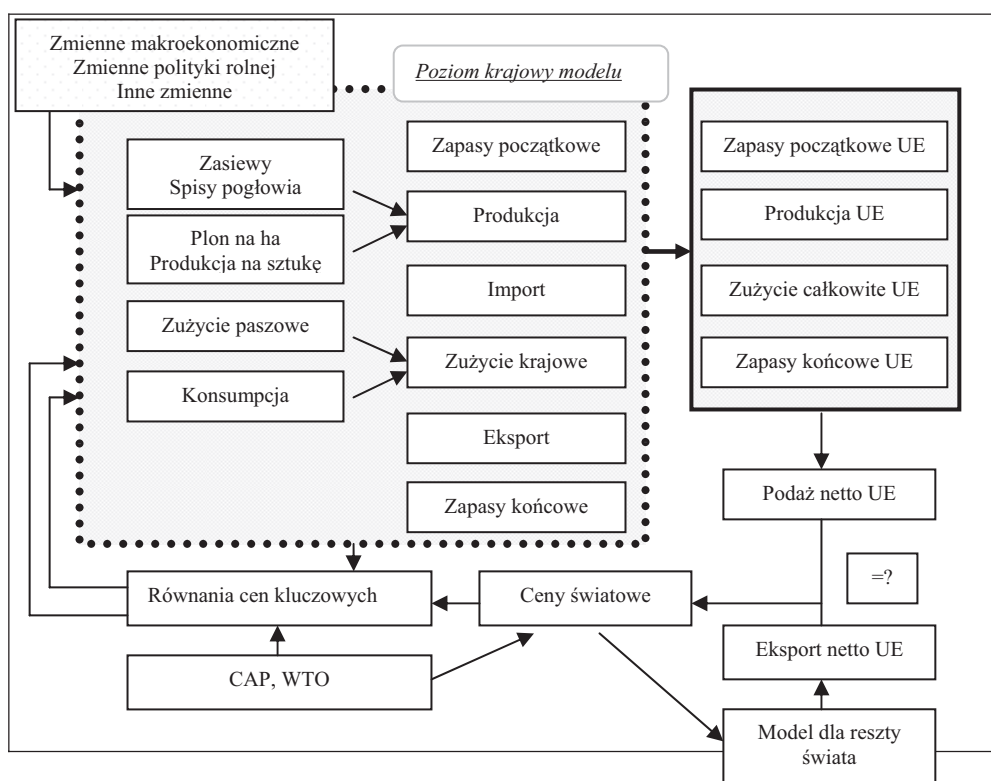 Zmienne makroekonomiczne
Zmienne polityki rolnej
Inne zmienne
Poziom krajowy modelu
Zasiewy
Spisy pogłowia
Plon na ha
Produkcja na sztukę
Zużycie paszowe
Konsumpcja
Zapasy początkowe
Produkcja
Import
Zużycie krajowe
Eksport
Zapasy końcowe
Zapasy początkowe UE
Produkcja UE
Zużycie całkowite UE
Zapasy końcowe UE
Podaż netto UE
=?
Równania cen kluczowych
Ceny światowe
Eksport netto UE
CAP, WTO
Model dla reszty
świata